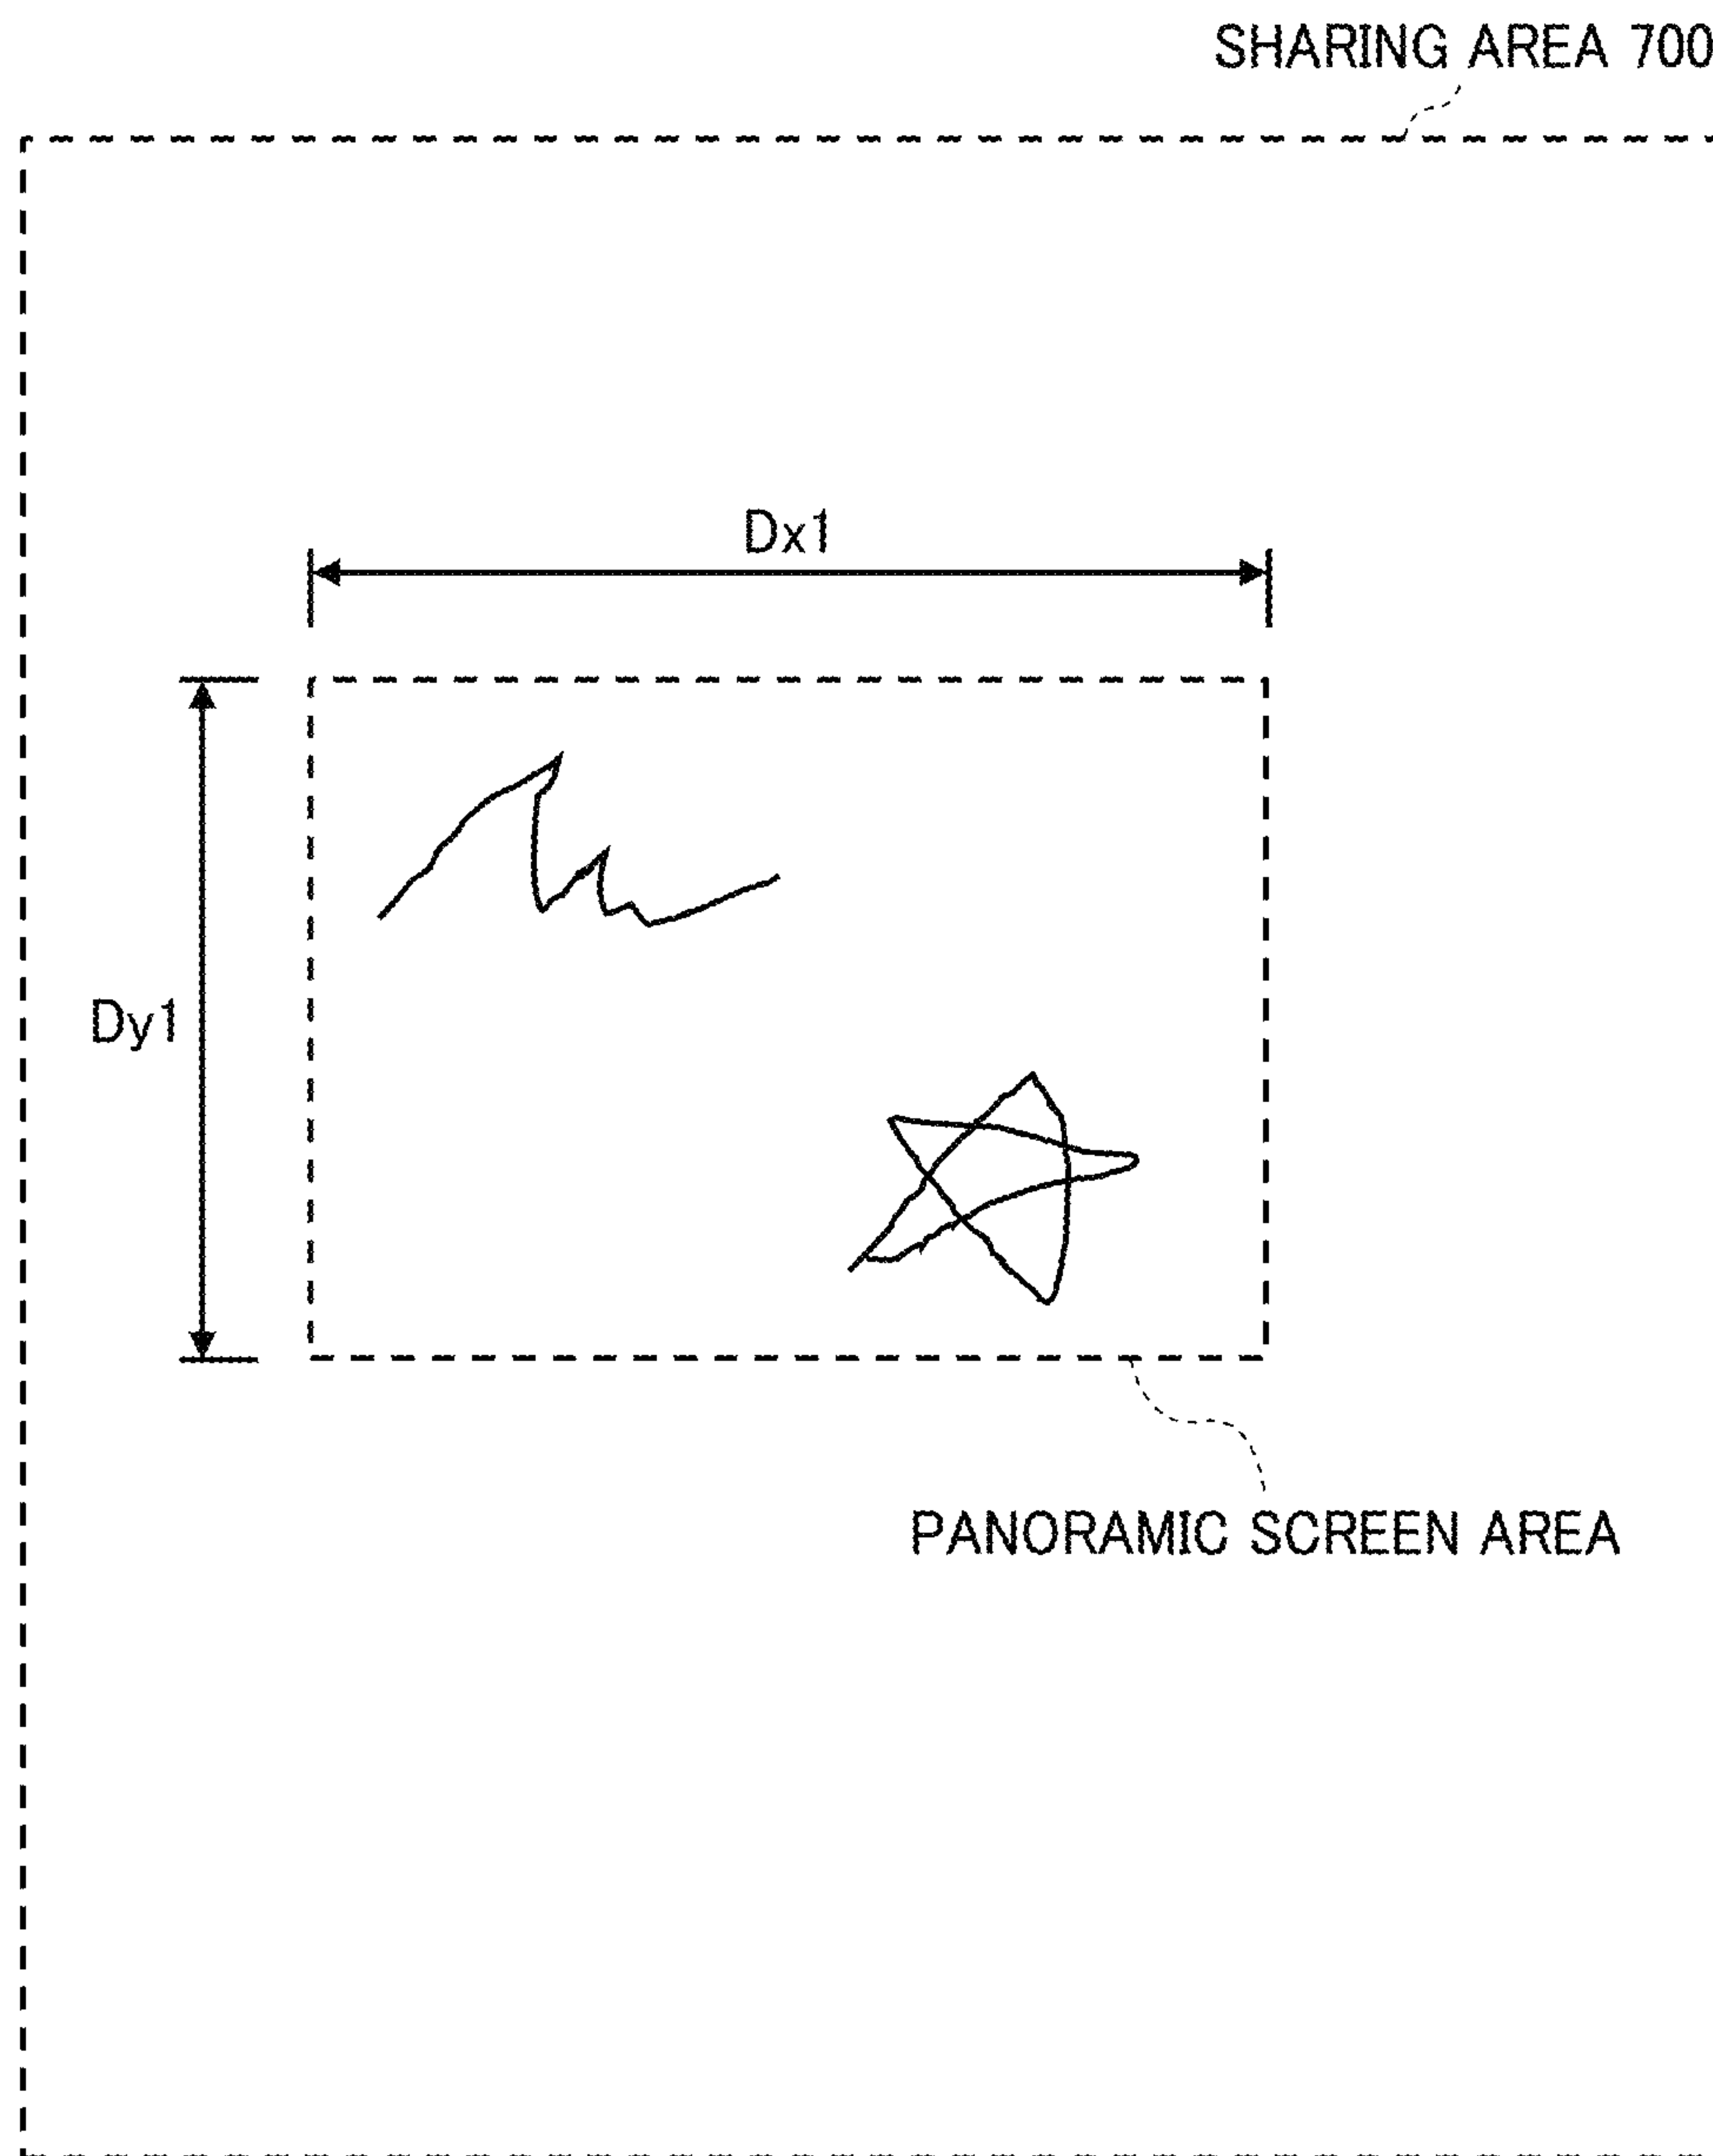 SHARING AREA 700
Dx1
Dy1
PANORAMIC SCREEN AREA